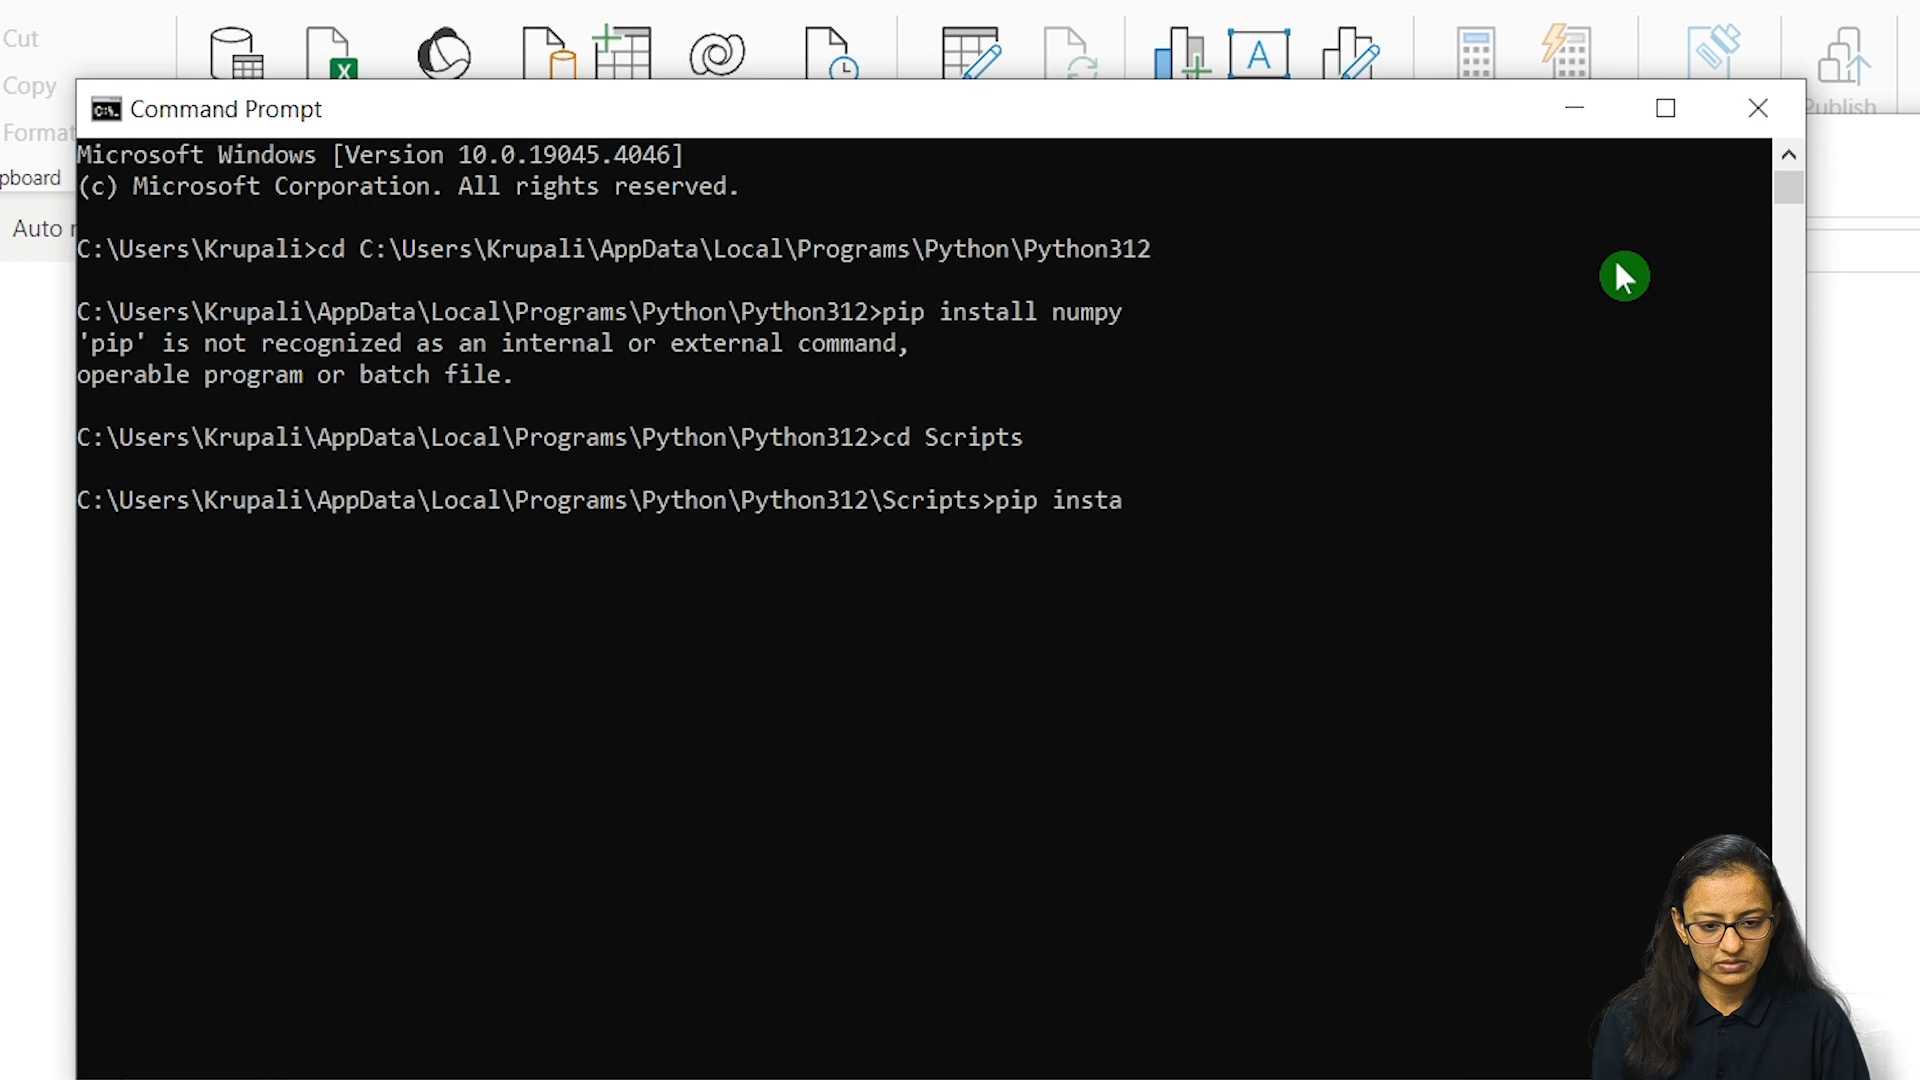 Cut
Copy
Format
pboard
Auto r
X
A
Publish
C:\.
Command Prompt
Microsoft Windows [Version 10.0.19045.4046]
(c) Microsoft Corporation. All rights reserved.
C:\Users\Krupali>cd C:\Users\Krupali\AppData\Local\Programs\Python\Python312
C:\Users\Krupali\AppData\Local\Programs\Python\Python312>pip install numpy
'pip' is not recognized as an internal or external command,
operable program or batch file.
C:\Users\Krupali\AppData\Local\Programs\Python\Python312>cd Scripts
C:\Users\Krupali\AppData\Local\Programs\Python\Python312\Scripts>pip insta